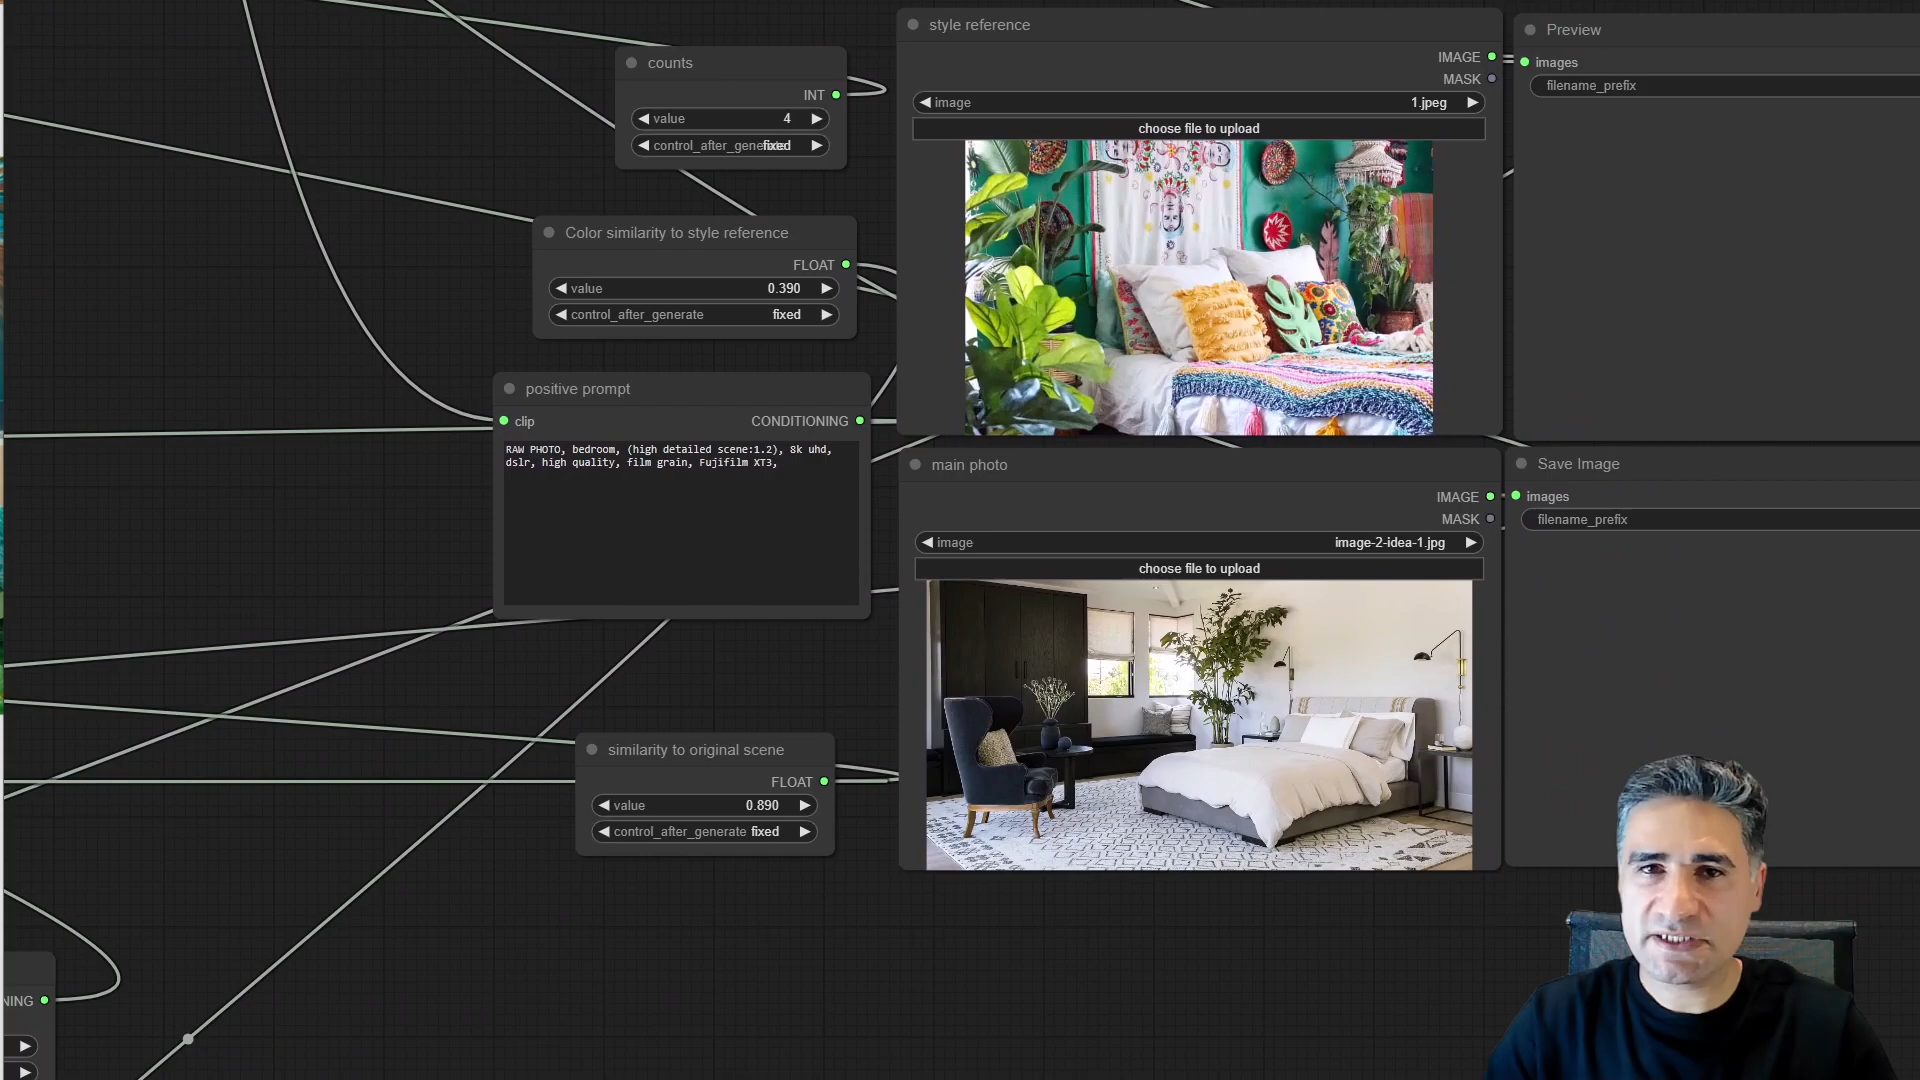 counts
INT
value 4
control_after_generate fixed
Color similarity to style reference
FLOAT
value 0.390
control_after_generate fixed
positive prompt
clip CONDITIONING
RAW PHOTO, bedroom, (high detailed scene:1.2), 8k uhd,
dslr, high quality, film grain, Fujifilm XT3,
similarity to original scene
FLOAT
value 0.890
control_after_generate fixed
NING
style reference
IMAGE
MASK
image 1.jpeg
choose file to upload
main photo
IMAGE
MASK
image image-2-idea-1.jpg
choose file to upload
Preview
images
filename_prefix
Save Image
images
filename_prefix